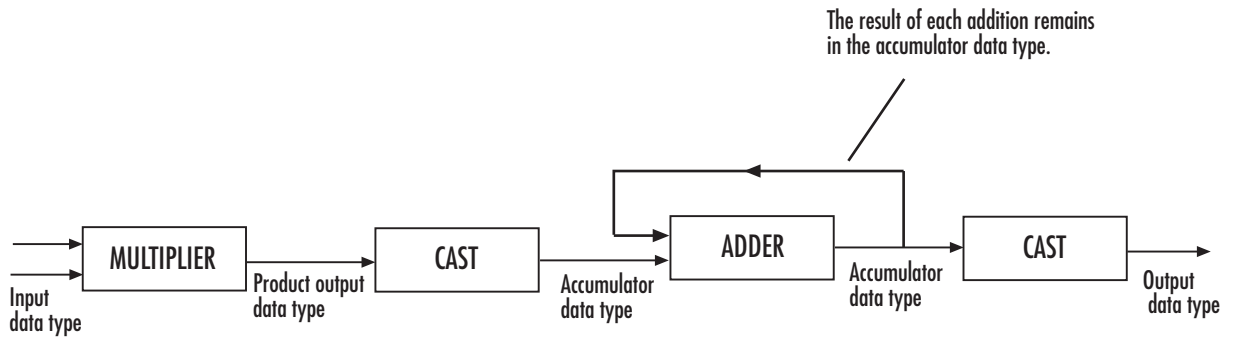 The result of each addition remains
in the accumulator data type.
MULTIPLIER
CAST
ADDER
CAST
Input
data type
Product output
data type
Accumulator
data type
Accumulator
data type
Output
data type